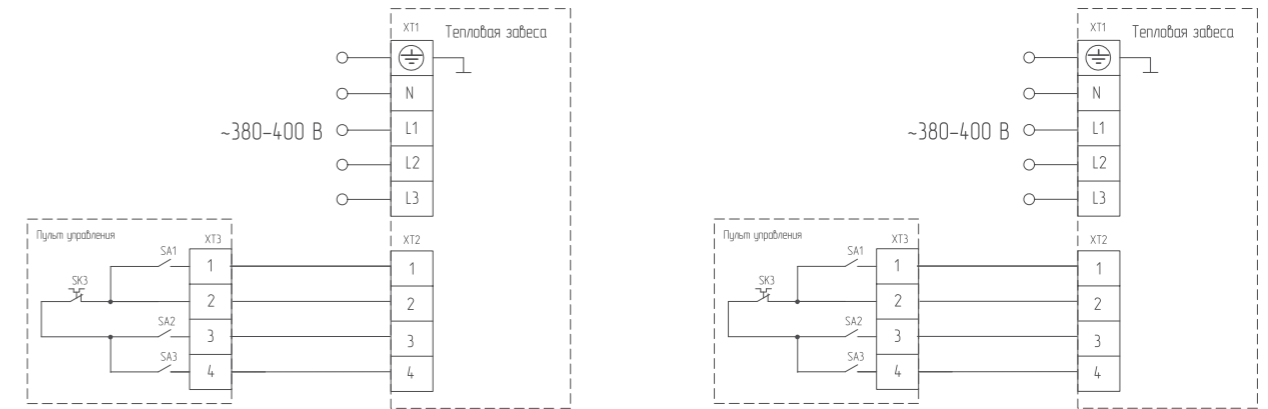 XT1 Тепловая завеса
N
~380-400 В L1
L2
L3
Пульт управления XT3 XT2
SA1 1 1
SK3 2 2
SA2 3 3
SA3 4 4
XT1 Тепловая завеса
N
~380-400 В L1
L2
L3
Пульт управления XT3 XT2
SA1 1 1
SK3 2 2
SA2 3 3
SA3 4 4